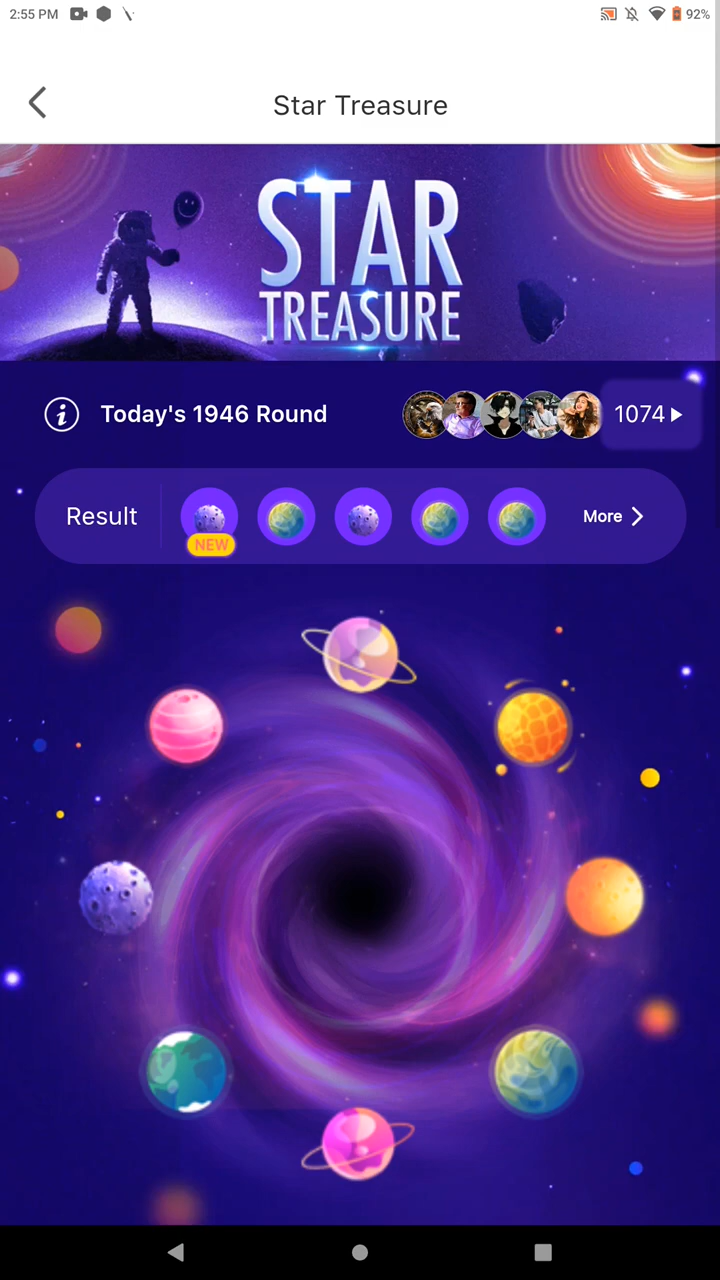 2:55 PM
92%
Star Treasure
STAR
TREASURE
Today's 1946 Round
1074
Result
NEW
More